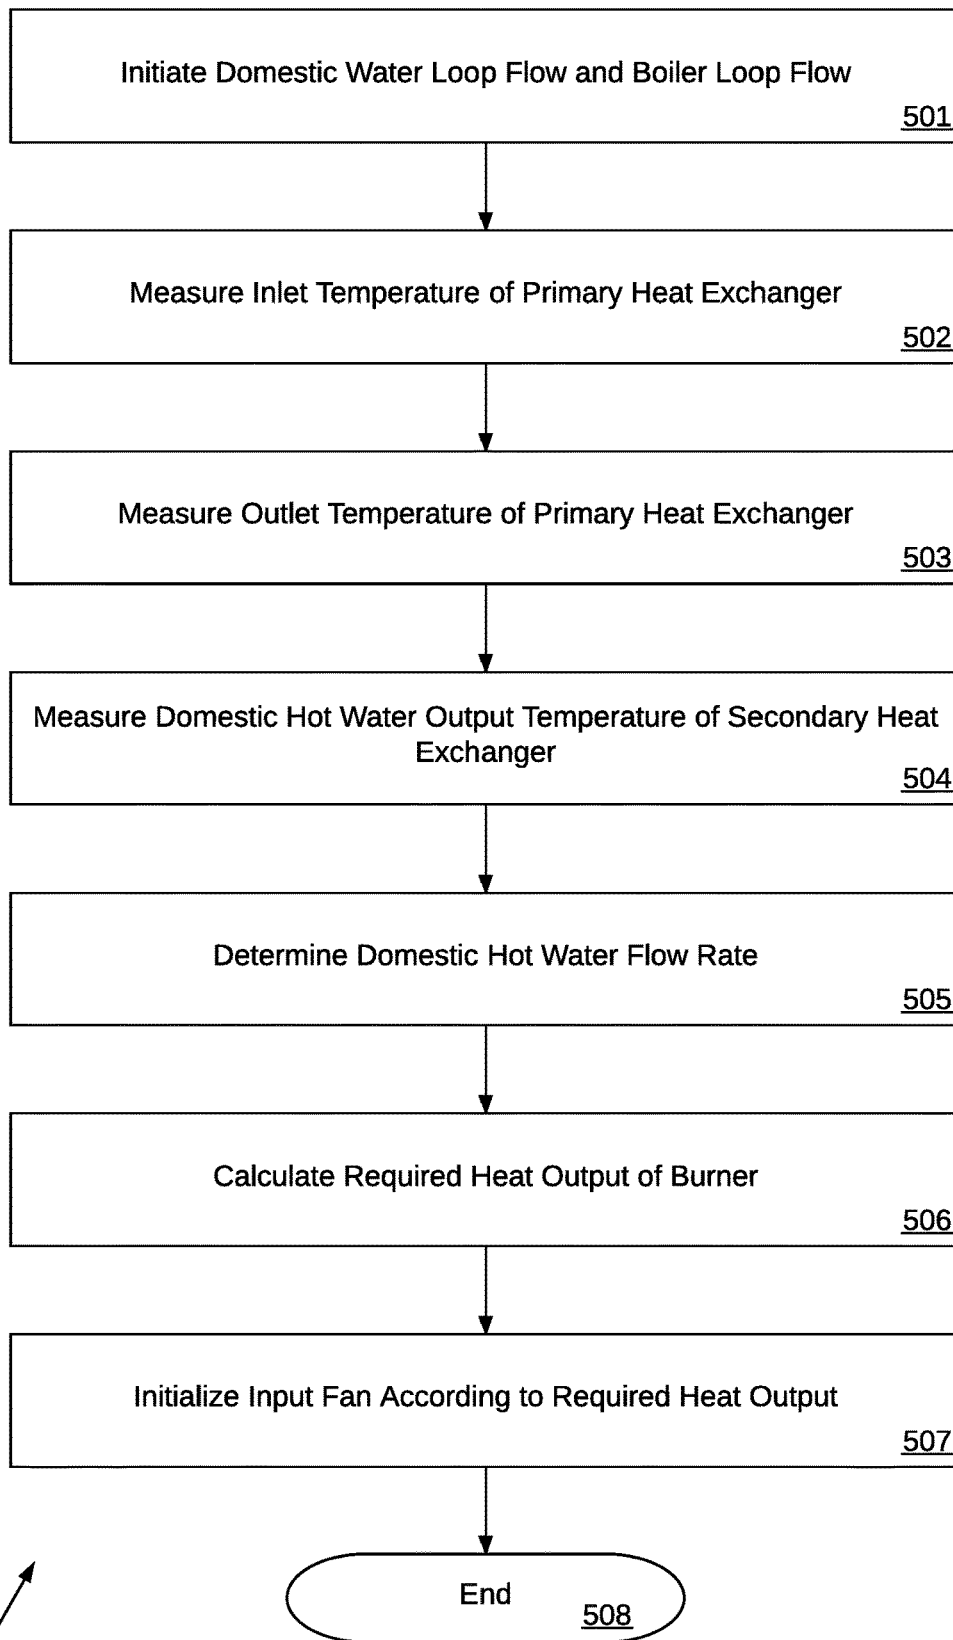 Initiate Domestic Water Loop Flow and Boiler Loop Flow
501
Measure Inlet Temperature of Primary Heat Exchanger
502
Measure Outlet Temperature of Primary Heat Exchanger
503
Measure Domestic Hot Water Output Temperature of Secondary Heat
Exchanger
504
Determine Domestic Hot Water Flow Rate
505
Calculate Required Heat Output of Burner
506
Initialize Input Fan According to Required Heat Output
507
End
508